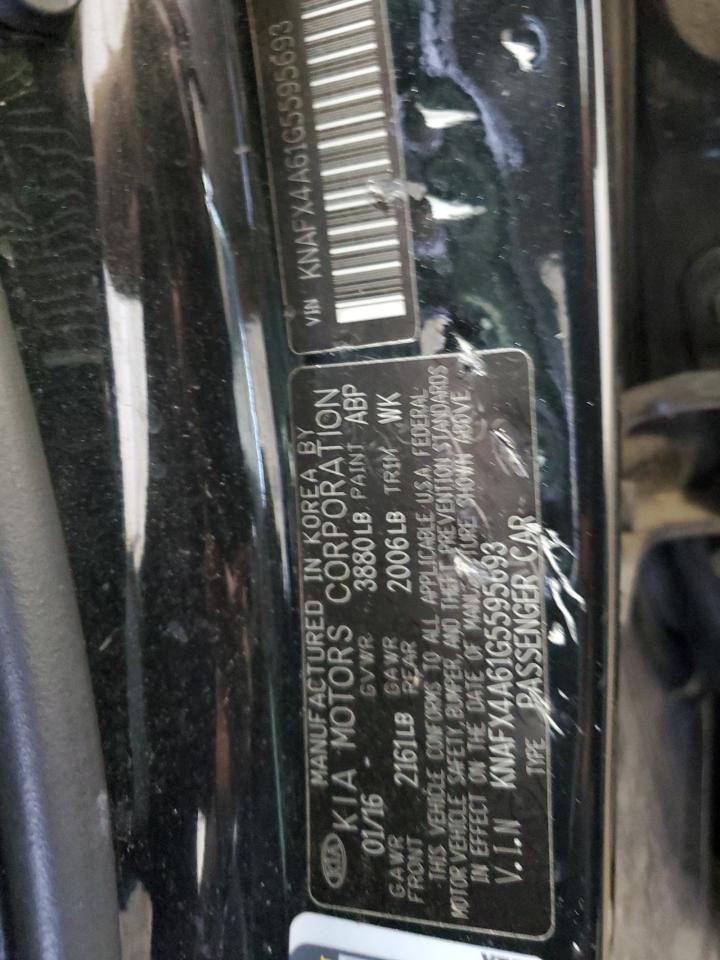 VIN KNAFX4A61G5595693
KIA
MANUFACTURED IN KOREA BY
KIA MOTORS CORPORATION
01/16 GVWR 3880LB PAINT ABP
GAWR FRONT 2161LB GAWR REAR 2006LB TRIM WK
THIS VEHICLE CONFORMS TO ALL APPLICABLE U.S.A. FEDERAL
MOTOR VEHICLE SAFETY, BUMPER, AND THEFT PREVENTION STANDARDS
IN EFFECT ON THE DATE OF MANUFACTURE SHOWN ABOVE.
V.I.N KNAFX4A61G5595693
TYPE PASSENGER CAR